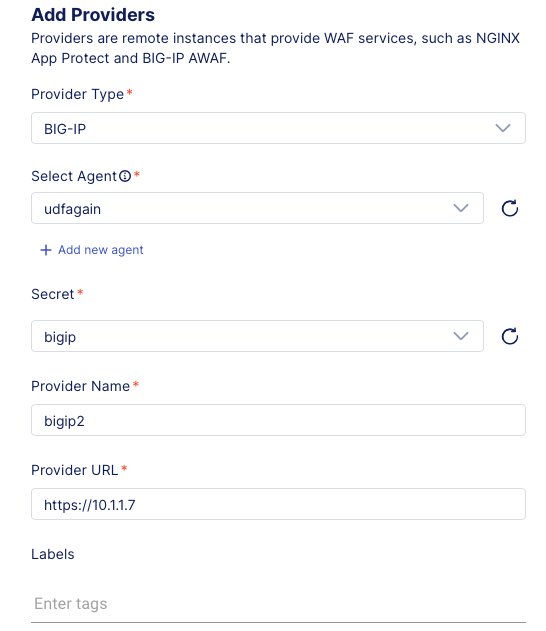 Add Providers
Providers are remote instances that provide WAF services, such as NGINX
App Protect and BIG-IP AWAF.
Provider Type*
BIG-IP
Select Agent *
udfagain
+ Add new agent
Secret*
bigip
Provider Name*
bigip2
Provider URL*
https://10.1.1.7
Labels
Enter tags